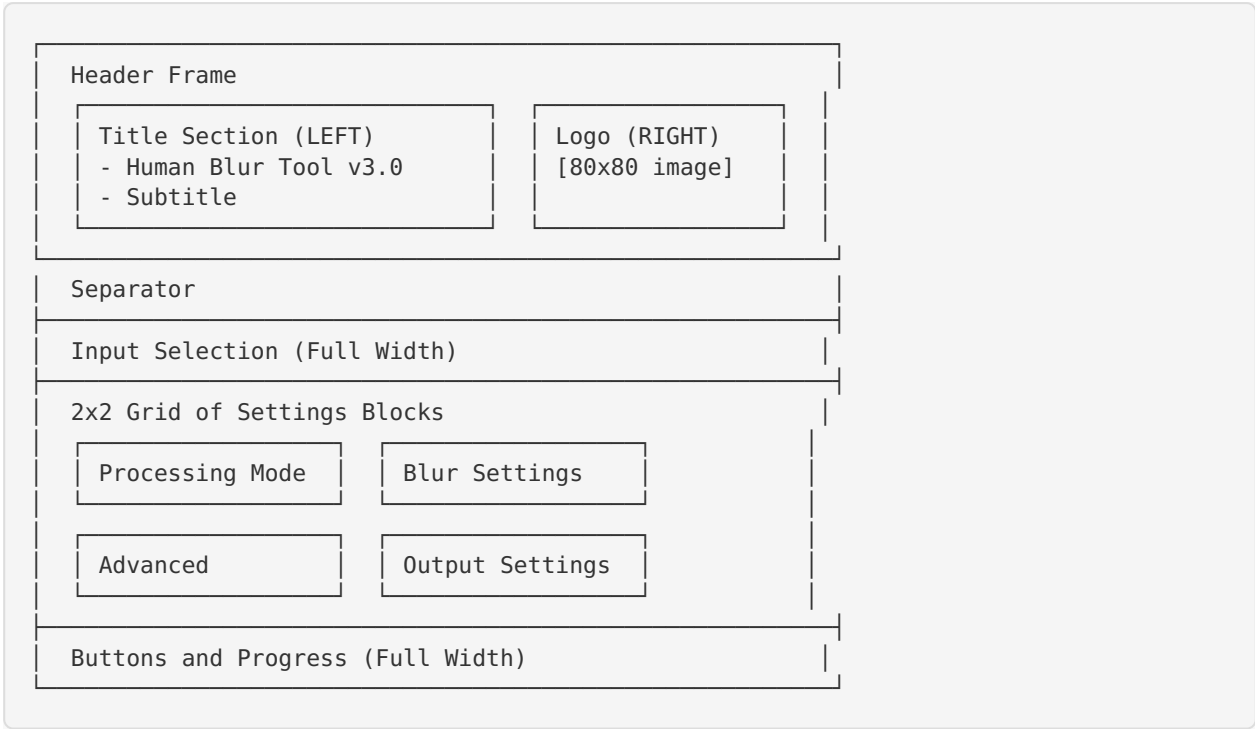 Header Frame
Title Section (LEFT) Logo (RIGHT)
- Human Blur Tool v3.0 [80x80 image]
- Subtitle
Separator
Input Selection (Full Width)
2x2 Grid of Settings Blocks
Processing Mode Blur Settings
Advanced Output Settings
Buttons and Progress (Full Width)